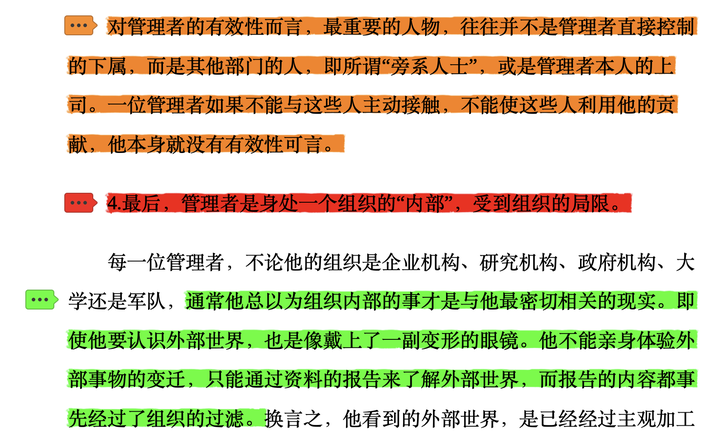 对管理者的有效性而言，最重要的人物，往往并不是管理者直接控制
的下属，而是其他部门的人，即所谓“旁系人士”，或是管理者本人的上
司。一位管理者如果不能与这些人主动接触，不能使这些人利用他的贡
献，他本身就没有有效性可言。
4.最后，管理者是身处一个组织的“内部”，受到组织的局限。
每一位管理者，不论他的组织是企业机构、研究机构、政府机构、大
学还是军队，通常他总以为组织内部的事才是与他最密切相关的现实。即
使他要认识外部世界，也是像戴上了一副变形的眼镜。他不能亲身体验外
部事物的变迁，只能通过资料的报告来了解外部世界，而报告的内容都事
先经过了组织的过滤。换言之，他看到的外部世界，是已经经过主观加工